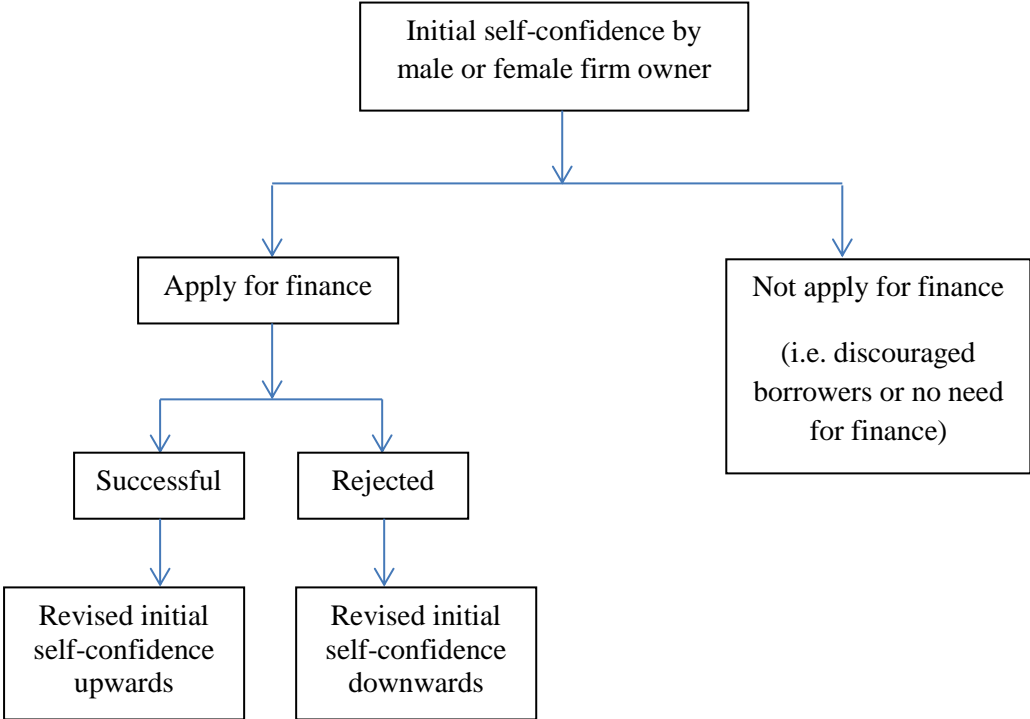 Initial self-confidence by
male or female firm owner
Apply for finance
Not apply for finance
(i.e. discouraged
borrowers or no need
for finance)
Successful
Rejected
Revised initial
self-confidence
upwards
Revised initial
self-confidence
downwards